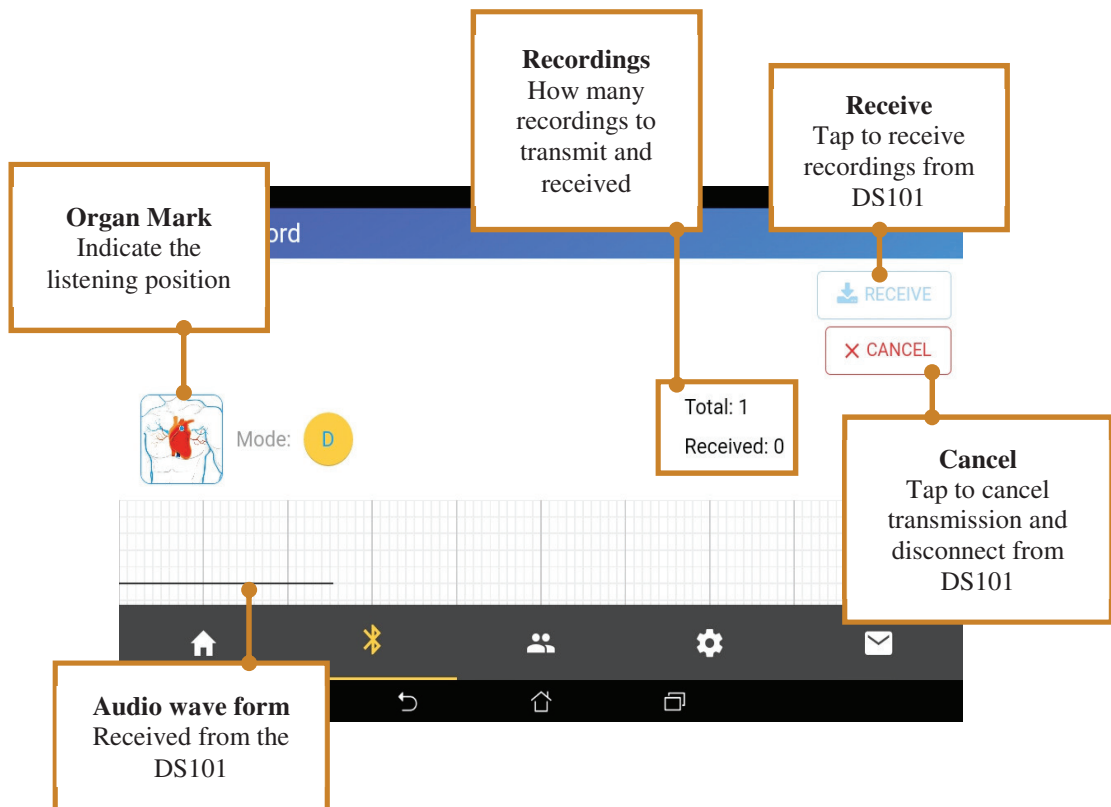 Recordings
How many
recordings to
transmit and
received
Receive
Tap to receive
recordings from
DS101
Organ Mark
Indicate the
listening position
ord
RECEIVE
CANCEL
Total: 1
Received: 0
Mode: D
Cancel
Tap to cancel
transmission and
disconnect from
DS101
Audio wave form
Received from the
DS101